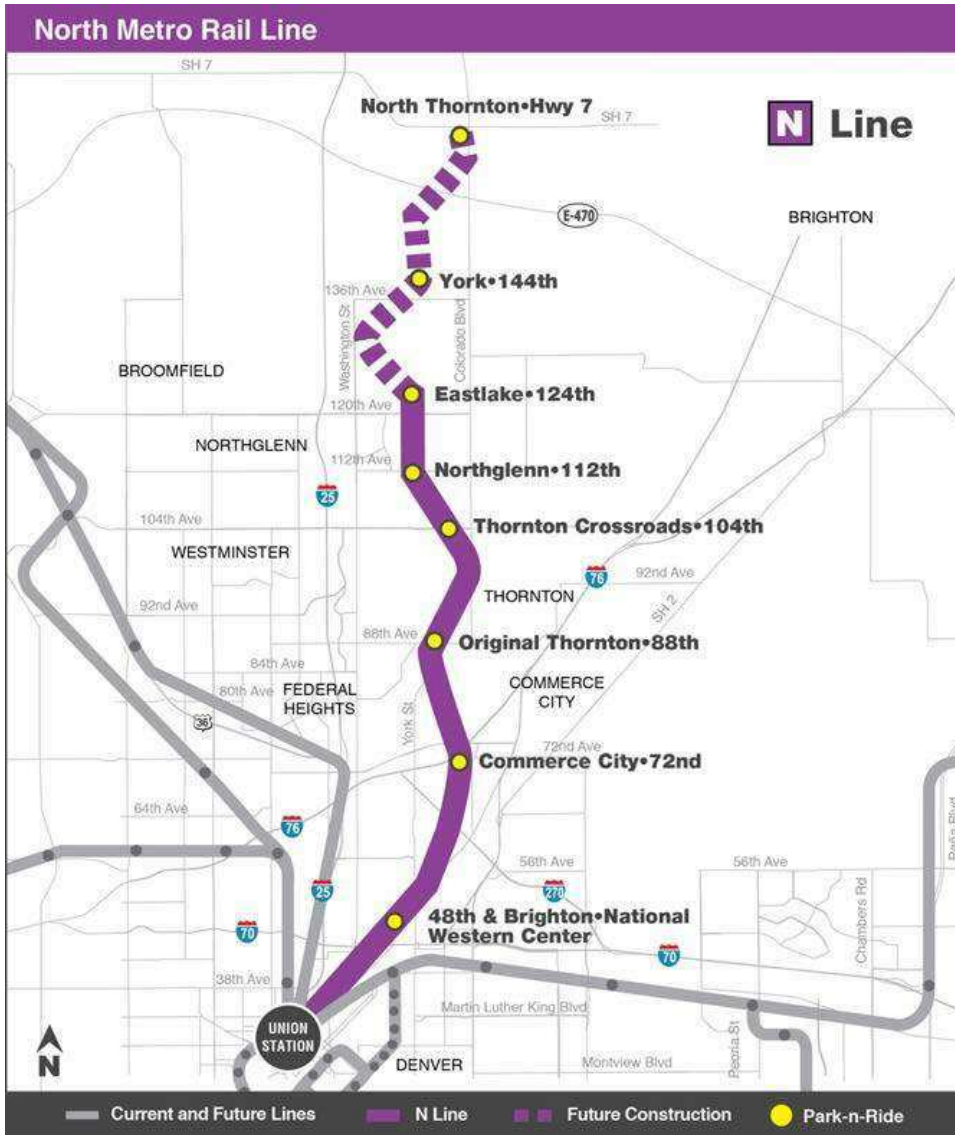 North Metro Rail Line
SH 7
North Thornton•Hwy 7
SH 7
N Line
E-470
BRIGHTON
York•144th
136th Ave
Washington St
Colorado Blvd
BROOMFIELD
Eastlake•124th
120th Ave
NORTHGLENN
112th Ave
Northglenn•112th
25
104th Ave
Thornton Crossroads•104th
WESTMINSTER
76
92nd Ave
THORNTON
SH 2
92nd Ave
88th Ave
Original Thornton•88th
84th Ave
80th Ave
FEDERAL
HEIGHTS
COMMERCE
CITY
36
York St
72nd Ave
Commerce City•72nd
64th Ave
76
Peña Blvd
56th Ave
56th Ave
25
270
Chambers Rd
48th & Brighton•National
Western Center
70
70
38th Ave
Martin Luther King Blvd
UNION
STATION
Peoria St
N
DENVER
Montview Blvd
Current and Future Lines
N Line
Future Construction
Park-n-Ride